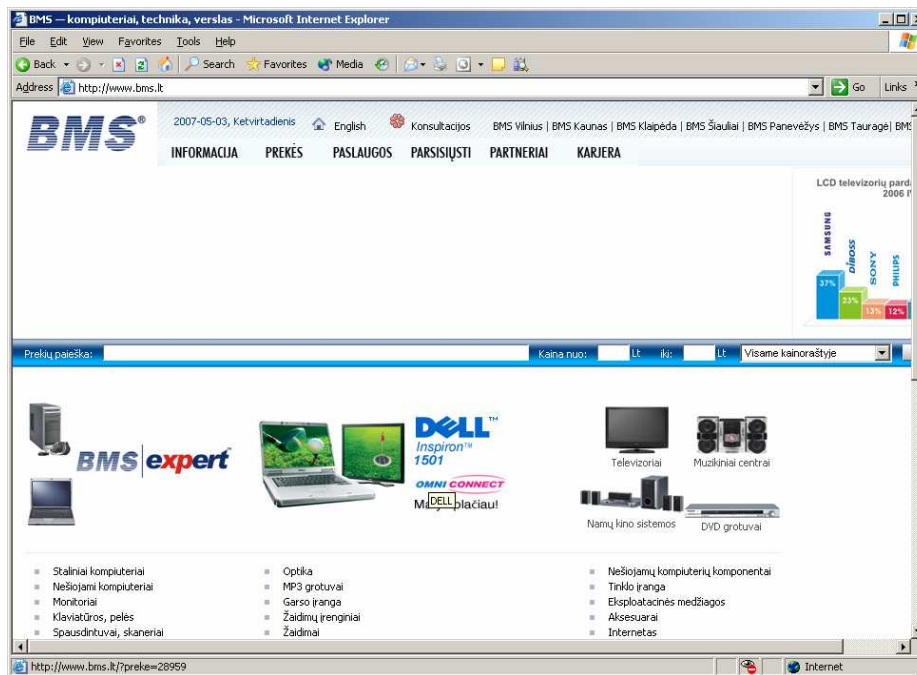 BMS — kompiuteriai, technika, verslas - Microsoft Internet Explorer
File Edit View Favorites Tools Help
Back Search Favorites Media
Address http://www.bms.lt Go Links
BMS®
2007-05-03, Ketvirtadienis English Konsultacijos BMS Vilnius | BMS Kaunas | BMS Klaipėda | BMS Šiauliai | BMS Panevėžys | BMS Tauragė| BMS
INFORMACIJA PREKĖS PASLAUGOS PARSISIŲSTI PARTNERIAI KARJERA
LCD televizorių pard
2006 I
SAMSUNG
DiBOSS
SONY
PHILIPS
37%
23%
13%
12%
Prekių paieška: Kaina nuo: Lt iki: Lt Visame kainoraštyje
BMS expert
DELL™
Inspiron™
1501
OMNI CONNECT
DELL plačiau!
Televizoriai Muzikiniai centrai
Namų kino sistemos DVD grotuvai
Staliniai kompiuteriai
Nešiojami kompiuteriai
Monitoriai
Klaviatūros, pelės
Spausdintuvai, skaneriai
Optika
MP3 grotuvai
Garso įranga
Žaidimų įrenginiai
Žaidimai
Nešiojamų kompiuterių komponentai
Tinklo įranga
Eksploatacinės medžiagos
Aksesuarai
Internetas
http://www.bms.lt/?preke=28959 Internet